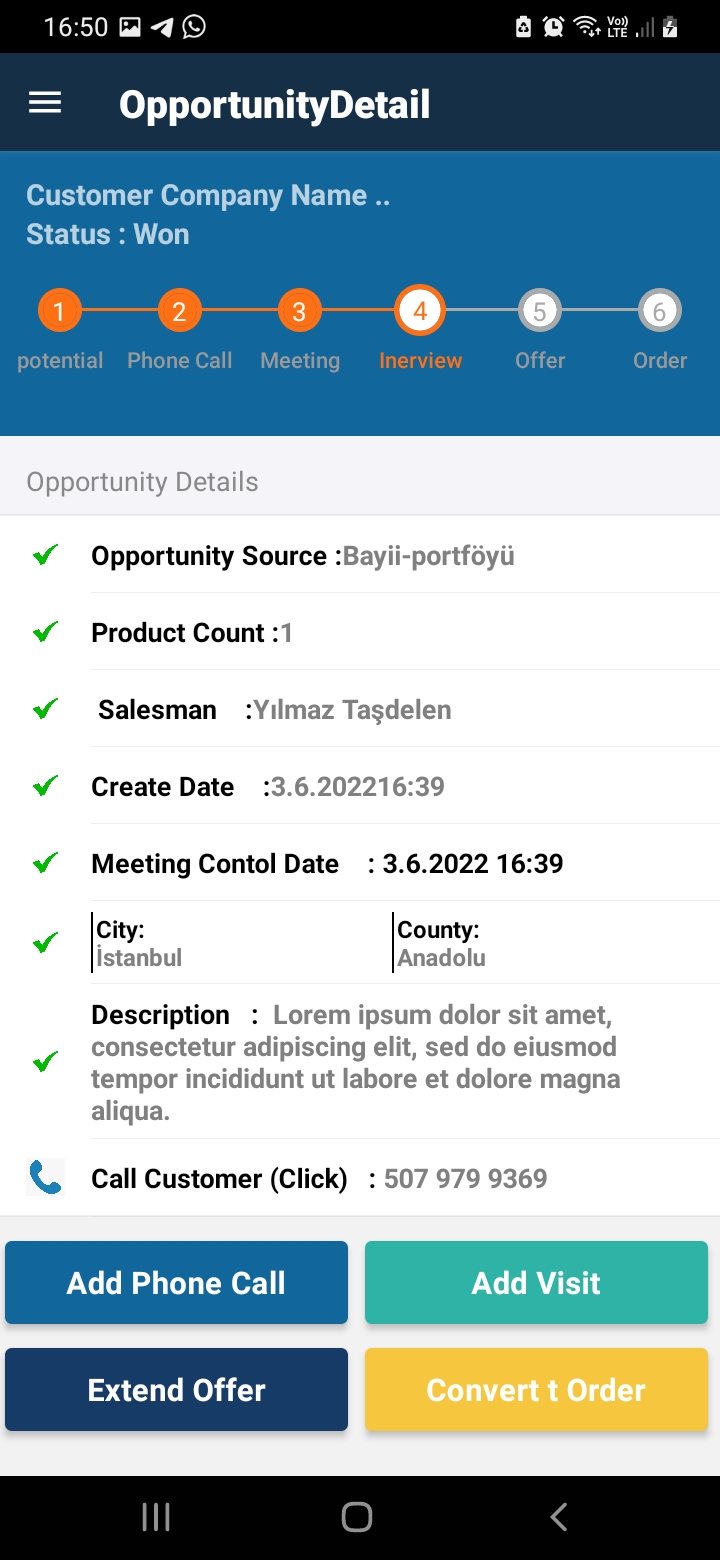 16:50 Vo) LTE
OpportunityDetail
Customer Company Name ..
Status : Won
1 2 3 4 5 6
potential Phone Call Meeting Inerview Offer Order
Opportunity Details
Opportunity Source :Bayii-portföyü
Product Count :1
Salesman :Yılmaz Taşdelen
Create Date :3.6.202216:39
Meeting Contol Date : 3.6.2022 16:39
City: County:
İstanbul Anadolu
Description : Lorem ipsum dolor sit amet,
consectetur adipiscing elit, sed do eiusmod
tempor incididunt ut labore et dolore magna
aliqua.
Call Customer (Click) : 507 979 9369
Add Phone Call Add Visit
Extend Offer Convert t Order